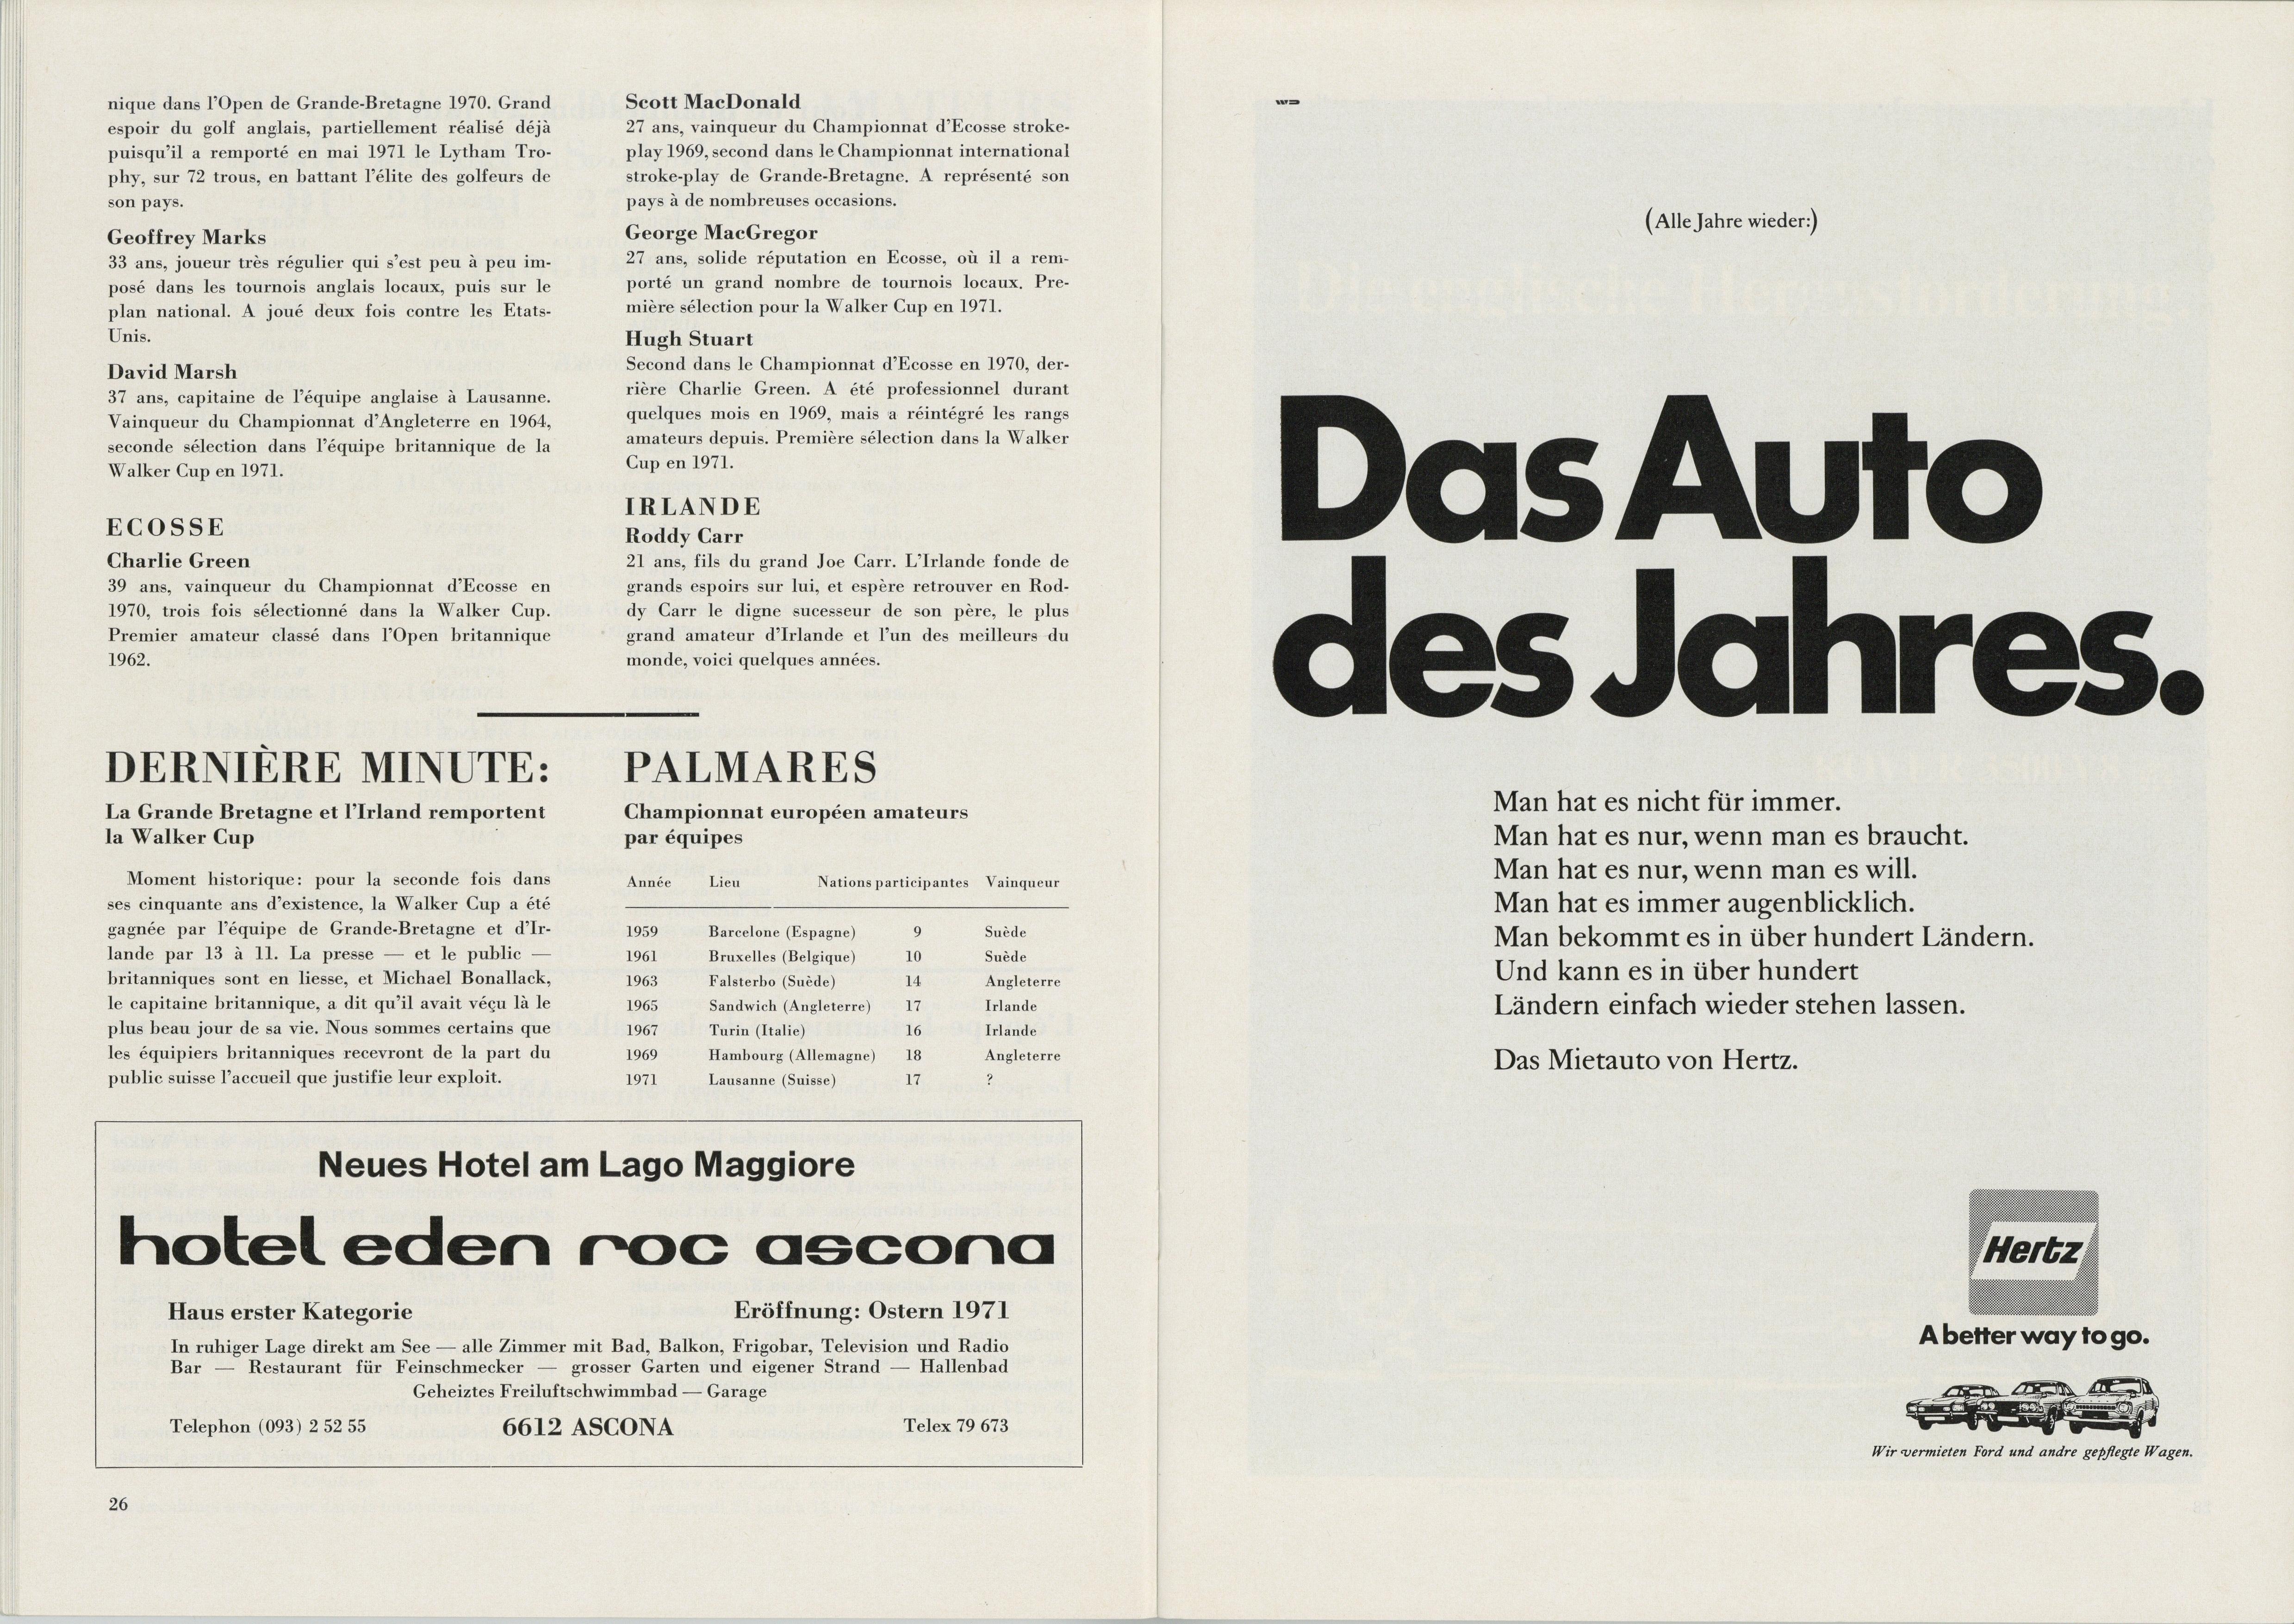 nique dans l'Open de Grande-Bretagne 1970. Grand
espoir du golf anglais, partiellement réalisé déjà
puisqu'il a remporté en mai 1971 le Lytham Tro-
phy, sur 72 trous, en battant l'élite des golfeurs de
son pays.
Geoffrey Marks
33 ans, joueur très régulier qui s'est peu à peu im-
posé dans les tournois anglais locaux, puis sur le
plan national. A joué deux fois contre les Etats-
Unis.
David Marsh
37 ans, capitaine de l'équipe anglaise à Lausanne.
Vainqueur du Championnat d'Angleterre en 1964,
seconde sélection dans l'équipe britannique de la
Walker Cup en 1971.
ECOSSE
Charlie Green
39 ans, vainqueur du Championnat d'Ecosse en
1970, trois fois sélectionné dans la Walker Cup.
Premier amateur classé dans l'Open britannique
1962.
Scott MacDonald
27 ans, vainqueur du Championnat d'Ecosse stroke-
play 1969, second dans le Championnat international
stroke-play de Grande-Bretagne. A représenté son
pays à de nombreuses occasions.
George MacGregor
27 ans, solide réputation en Ecosse, où il a rem-
porté un grand nombre de tournois locaux. Pre-
mière sélection pour la Walker Cup en 1971.
Hugh Stuart
Second dans le Championnat d'Ecosse en 1970, der-
rière Charlie Green. A été professionnel durant
quelques mois en 1969, mais a réintégré les rangs
amateurs depuis. Première sélection dans la Walker
Cup en 1971.
IRLANDE
Roddy Carr
21 ans, fils du grand Joe Carr. L'Irlande fonde de
grands espoirs sur lui, et espère retrouver en Rod-
dy Carr le digne sucesseur de son père, le plus
grand amateur d'Irlande et l'un des meilleurs du
monde, voici quelques années.
DERNIÈRE MINUTE:
La Grande Bretagne et l'Irland remportent
la Walker Cup
Moment historique: pour la seconde fois dans
ses cinquante ans d'existence, la Walker Cup a été
gagnée par l'équipe de Grande-Bretagne et d'Ir-
lande par 13 à 11. La presse — et le public —
britanniques sont en liesse, et Michael Bonallack,
le capitaine britannique, a dit qu'il avait véçu là le
plus beau jour de sa vie. Nous sommes certains que
les équipiers britanniques recevront de la part du
public suisse l'accueil que justifie leur exploit.
PALMARES
Championnat européen amateurs
par équipes
Année Lieu Nations participantes Vainqueur
1959 Barcelone (Espagne) 9 Suède
1961 Bruxelles (Belgique) 10 Suède
1963 Falsterbo (Suède) 14 Angleterre
1965 Sandwich (Angleterre) 17 Irlande
1967 Turin (Italie) 16 Irlande
1969 Hambourg (Allemagne) 18 Angleterre
1971 Lausanne (Suisse) 17 ?
Neues Hotel am Lago Maggiore
hotel eden roc ascona
Haus erster Kategorie Eröffnung: Ostern 1971
In ruhiger Lage direkt am See — alle Zimmer mit Bad, Balkon, Frigobar, Television und Radio
Bar — Restaurant für Feinschmecker — grosser Garten und eigener Strand — Hallenbad
Geheiztes Freiluftschwimmbad — Garage
Telephon (093) 2 52 55 6612 ASCONA Telex 79 673
26
(Alle Jahre wieder:)
Das Auto
des Jahres.
Man hat es nicht für immer.
Man hat es nur, wenn man es braucht.
Man hat es nur, wenn man es will.
Man hat es immer augenblicklich.
Man bekommt es in über hundert Ländern.
Und kann es in über hundert
Ländern einfach wieder stehen lassen.
Das Mietauto von Hertz.
Hertz
A better way to go.
Wir vermieten Ford und andre gepflegte Wagen.